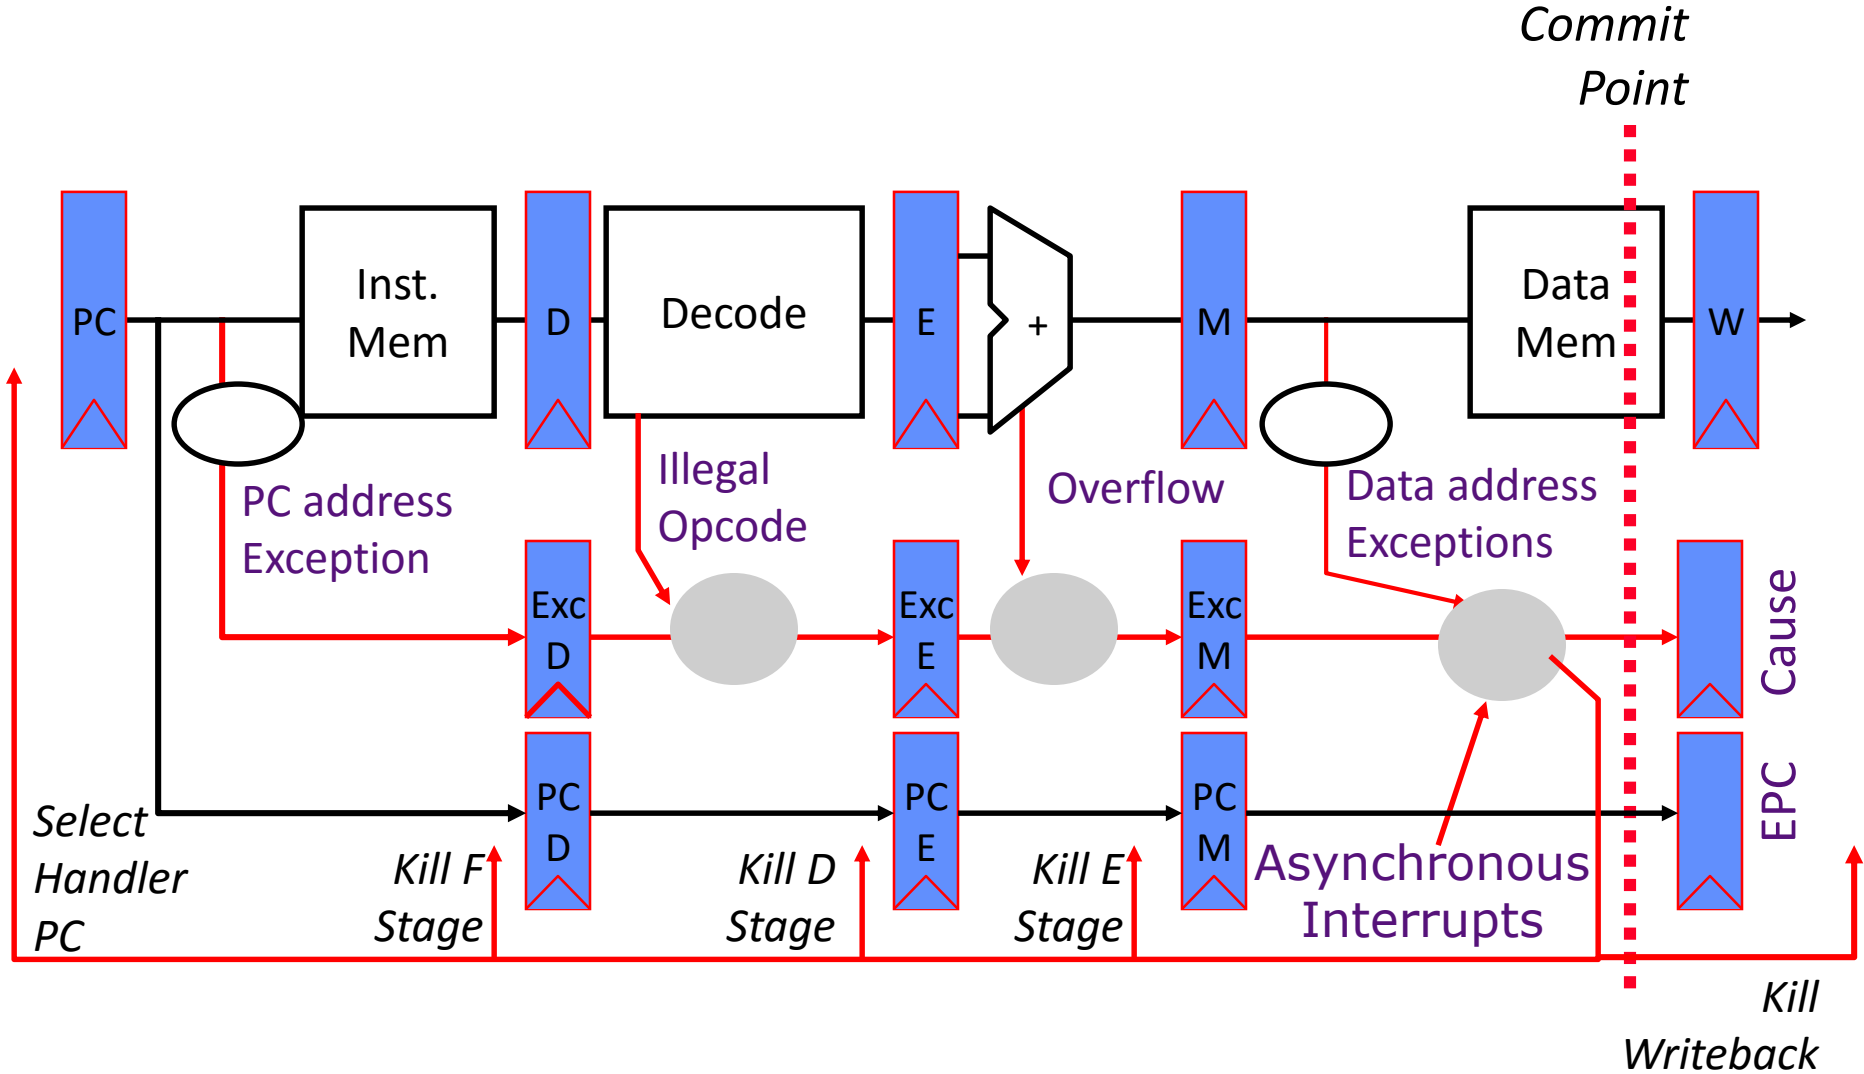 Commit
Point
PC
Inst.
Mem
D
Decode
E
+
M
Data
Mem
W
PC address
Exception
Illegal
Opcode
Overflow
Data address
Exceptions
Exc
D
Exc
E
Exc
M
Cause
PC
D
PC
E
PC
M
EPC
Select
Handler
PC
Kill F
Stage
Kill D
Stage
Kill E
Stage
Asynchronous
Interrupts
Kill
Writeback